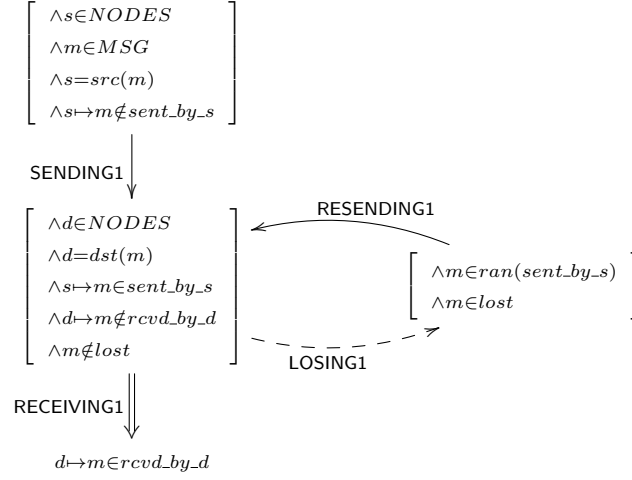 ∧s∈NODES
∧m∈MSG
∧s=src(m)
∧s↦m∉sent_by_s
SENDING1
∧d∈NODES
∧d=dst(m)
∧s↦m∈sent_by_s
∧d↦m∉rcvd_by_d
∧m∉lost
RESENDING1
∧m∈ran(sent_by_s)
∧m∈lost
LOSING1
RECEIVING1
d↦m∈rcvd_by_d